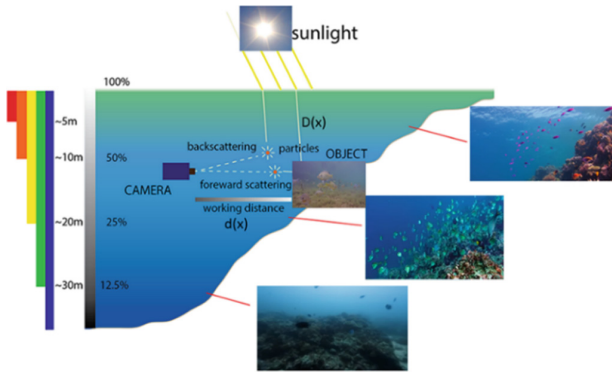 sunlight
100%
D(x)
~5m
backscattering
particles
~10m
50%
OBJECT
CAMERA
foreward scattering
working distance
~20m
25%
d(x)
~30m
12.5%